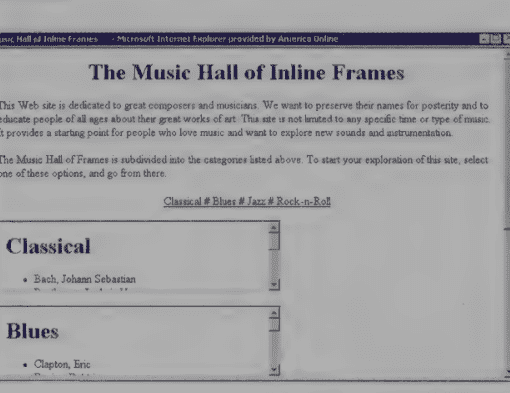 Music Hall of Inline Frames - Microsoft Internet Explorer provided by America Online
The Music Hall of Inline Frames
This Web site is dedicated to great composers and musicians. We want to preserve their names for posterity and to
educate people of all ages about their great works of art. This site is not limited to any specific time or type of music.
It provides a starting point for people who love music and want to explore new sounds and instrumentation.
The Music Hall of Frames is subdivided into the categories listed above. To start your exploration of this site, select
one of these options, and go from there.
Classical # Blues # Jazz # Rock-n-Roll
Classical
• Bach, Johann Sebastian
Blues
• Clapton, Eric